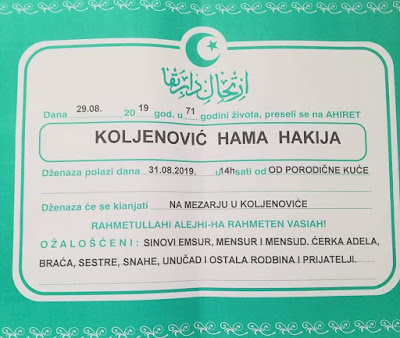 ارتحال دار بقا
Dana 29.08. 2019 god. u 71 godini života, preseli se na AHIRET
KOLJENOVIĆ HAMA HAKIJA
Dženaza polazi dana 31.08.2019. u 14h sati od OD PORODIČNE KUĆE
Dženaza će se klanjati NA MEZARJU U KOLJENOVIĆE
RAHMETULLAHI ALEJHI-HA RAHMETEN VASIAH!
OŽALOŠĆENI: SINOVI EMSUR, MENSUR I MENSUD. ĆERKA ADELA,
BRAĆA, SESTRE, SNAHE, UNUČAD I OSTALA RODBINA I PRIJATELJI.